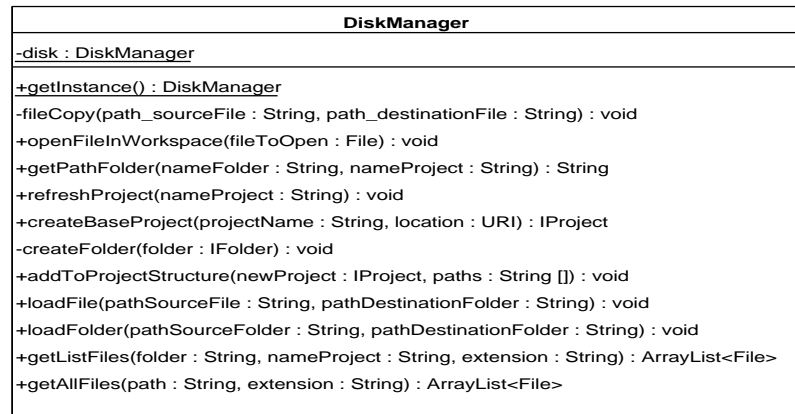 DiskManager
-disk : DiskManager
+getInstance() : DiskManager
-fileCopy(path_sourceFile : String, path_destinationFile : String) : void
+openFileInWorkspace(fileToOpen : File) : void
+getPathFolder(nameFolder : String, nameProject : String) : String
+refreshProject(nameProject : String) : void
+createBaseProject(projectName : String, location : URI) : IProject
-createFolder(folder : IFolder) : void
+addToProjectStructure(newProject : IProject, paths : String []) : void
+loadFile(pathSourceFile : String, pathDestinationFolder : String) : void
+loadFolder(pathSourceFolder : String, pathDestinationFolder : String) : void
+getListFiles(folder : String, nameProject : String, extension : String) : ArrayList<File>
+getAllFiles(path : String, extension : String) : ArrayList<File>